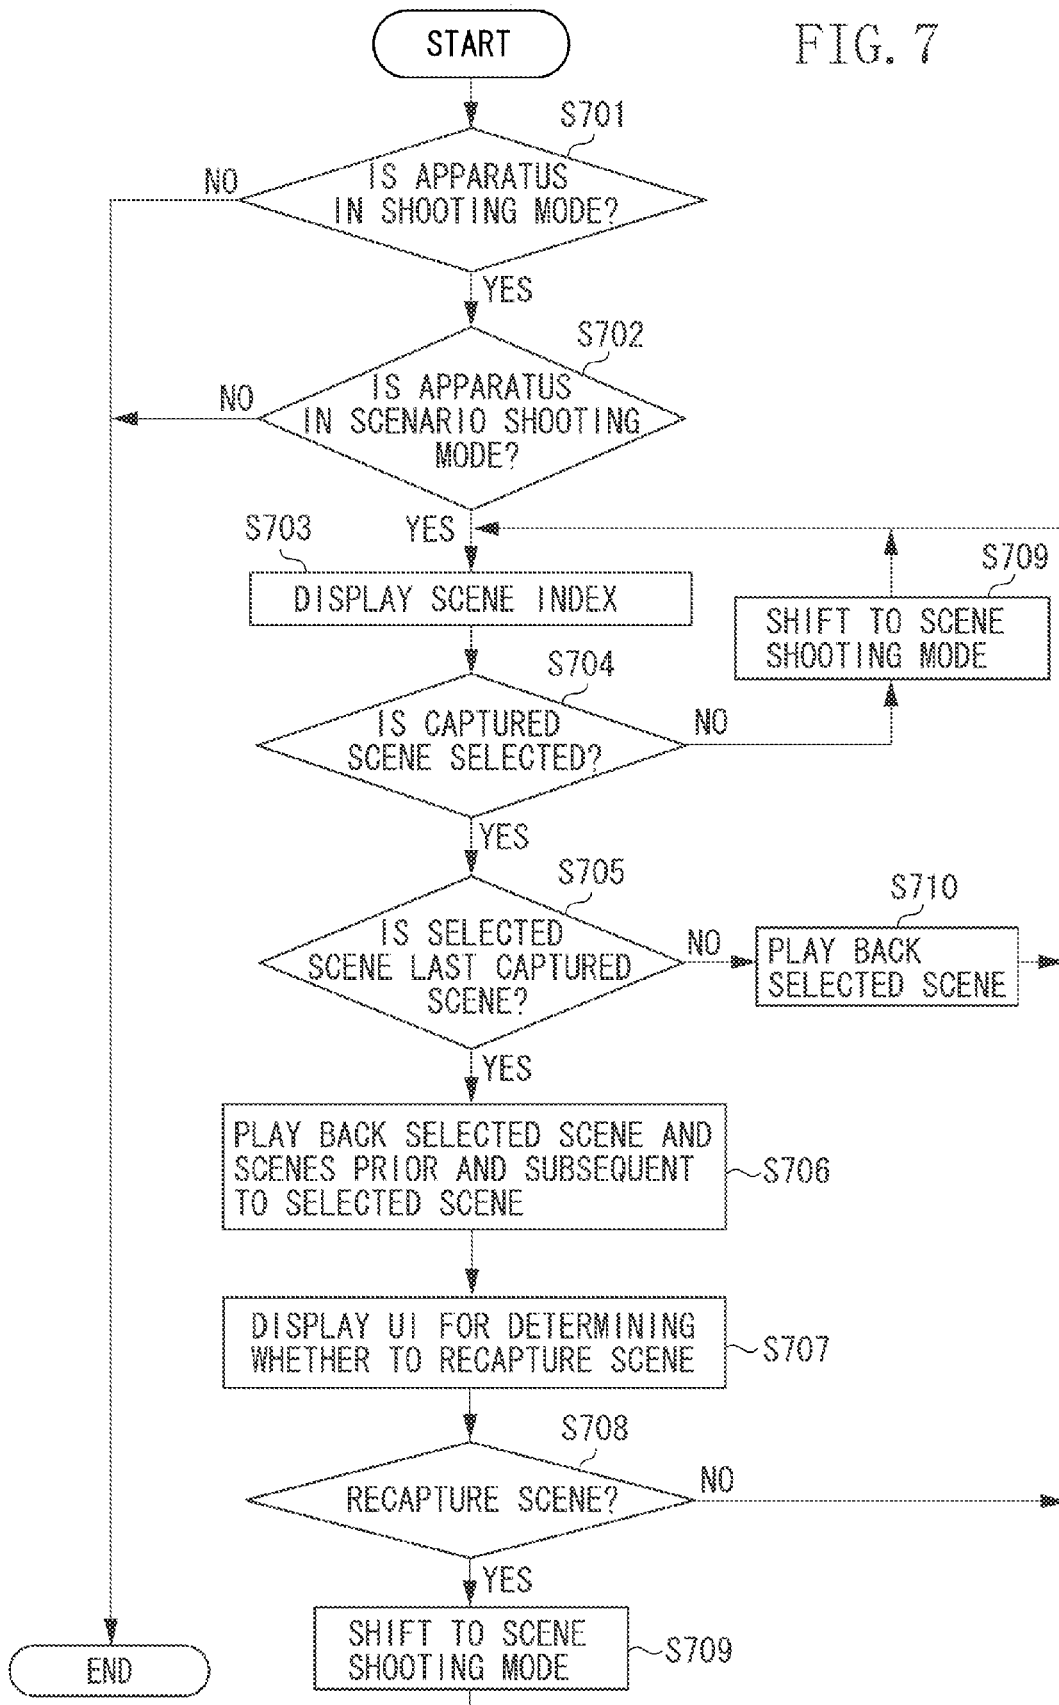 START
FIG. 7
S701
IS APPARATUS
IN SHOOTING MODE?
NO
YES
S702
IS APPARATUS
IN SCENARIO SHOOTING
MODE?
NO
YES
S703
DISPLAY SCENE INDEX
S709
SHIFT TO SCENE
SHOOTING MODE
S704
IS CAPTURED
SCENE SELECTED?
NO
YES
S705
IS SELECTED
SCENE LAST CAPTURED
SCENE?
NO
S710
PLAY BACK
SELECTED SCENE
YES
PLAY BACK SELECTED SCENE AND
SCENES PRIOR AND SUBSEQUENT
TO SELECTED SCENE
S706
DISPLAY UI FOR DETERMINING
WHETHER TO RECAPTURE SCENE
S707
S708
RECAPTURE SCENE?
NO
YES
SHIFT TO SCENE
SHOOTING MODE
S709
END